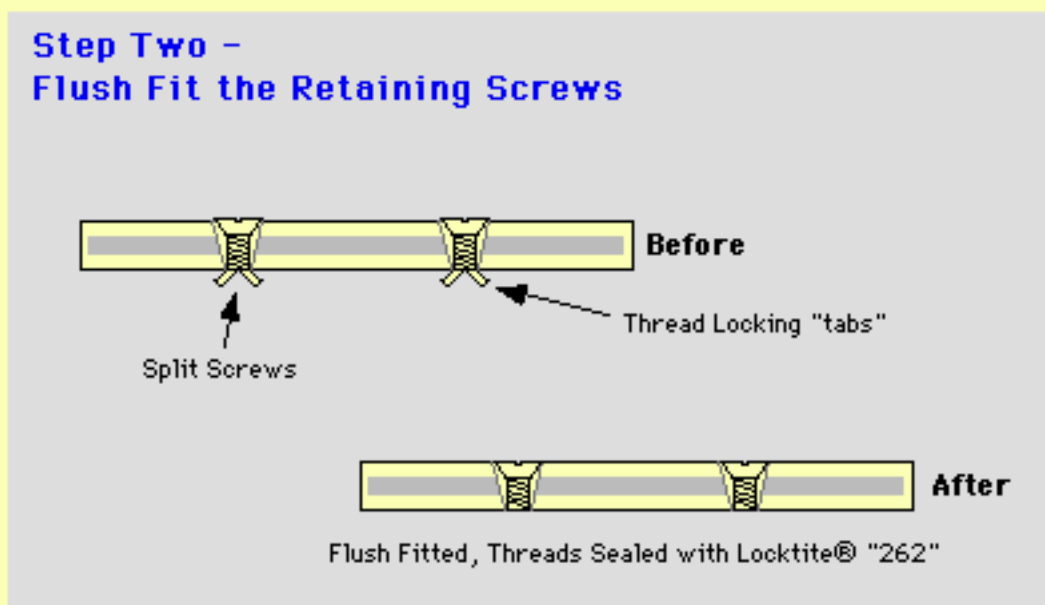 Step Two -
Flush Fit the Retaining Screws
Before
Thread Locking "tabs"
Split Screws
After
Flush Fitted, Threads Sealed with Locktite® "262"